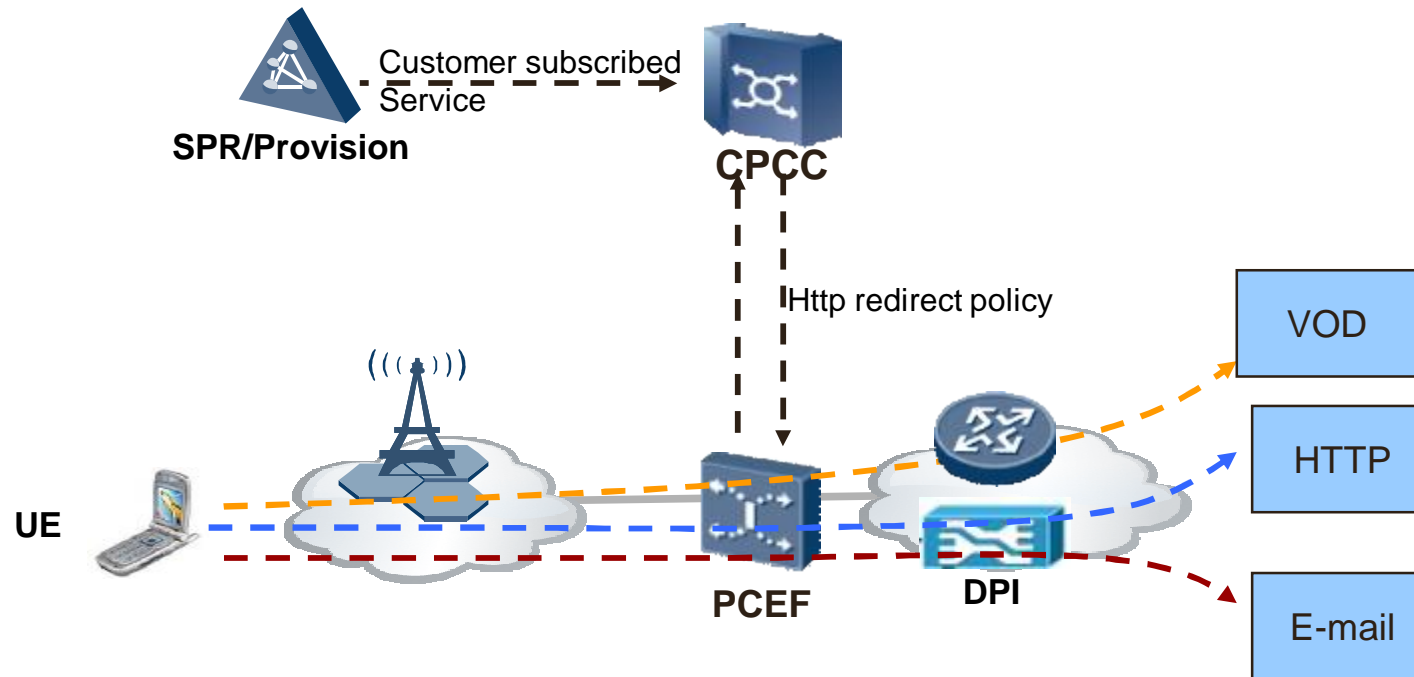 Customer subscribed
Service
SPR/Provision
CPCC
Http redirect policy
VOD
HTTP
UE
PCEF
DPI
E-mail